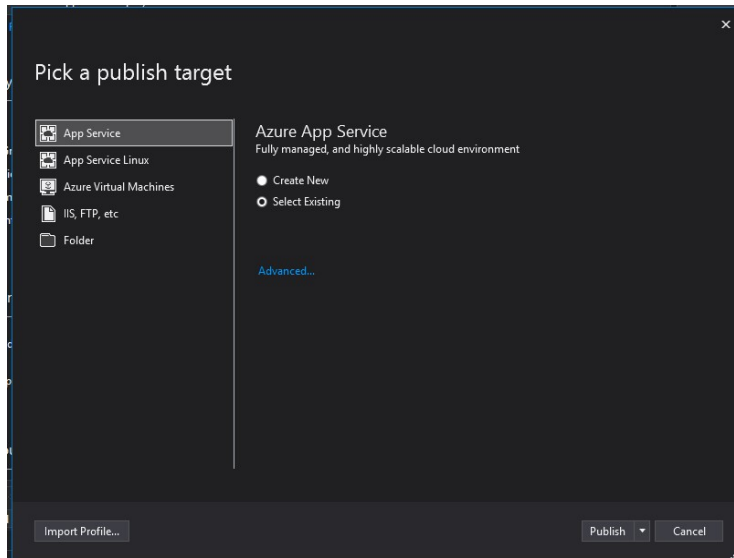 Pick a publish target
App Service
App Service Linux
Azure Virtual Machines
IIS, FTP, etc
Folder
Azure App Service
Fully managed, and highly scalable cloud environment
Create New
Select Existing
Advanced...
Import Profile...
Publish
Cancel